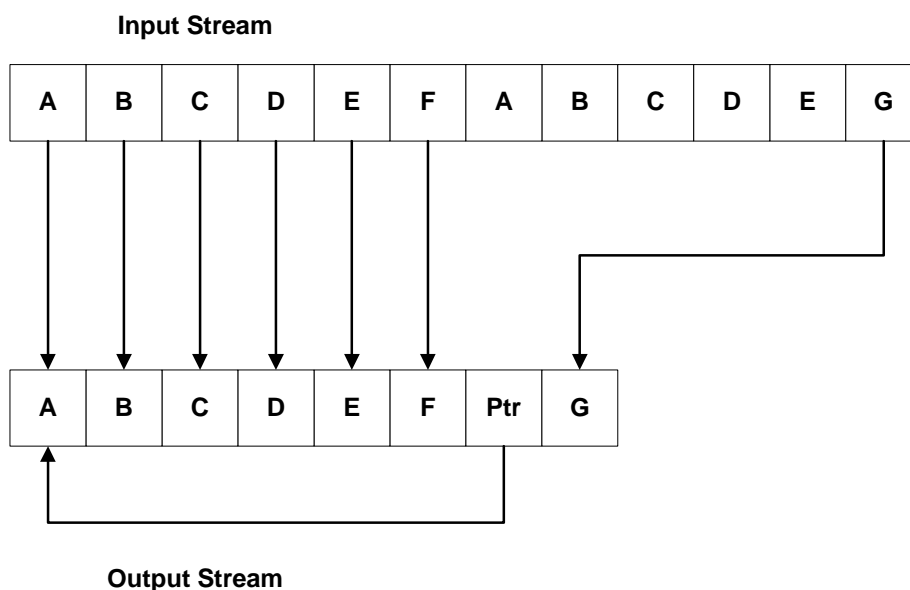 Input Stream
A B C D E F A B C D E G
A B C D E F Ptr G
Output Stream